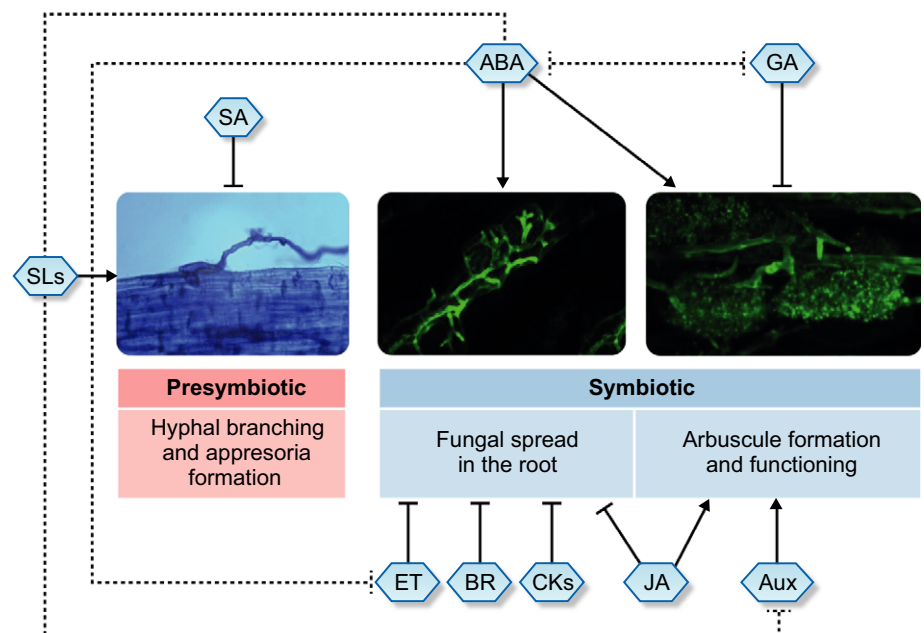 ABA
GA
SA
SLs
Presymbiotic
Symbiotic
Hyphal branching
and appresoria
formation
Fungal spread
in the root
Arbuscule formation
and functioning
ET
BR
CKs
JA
Aux